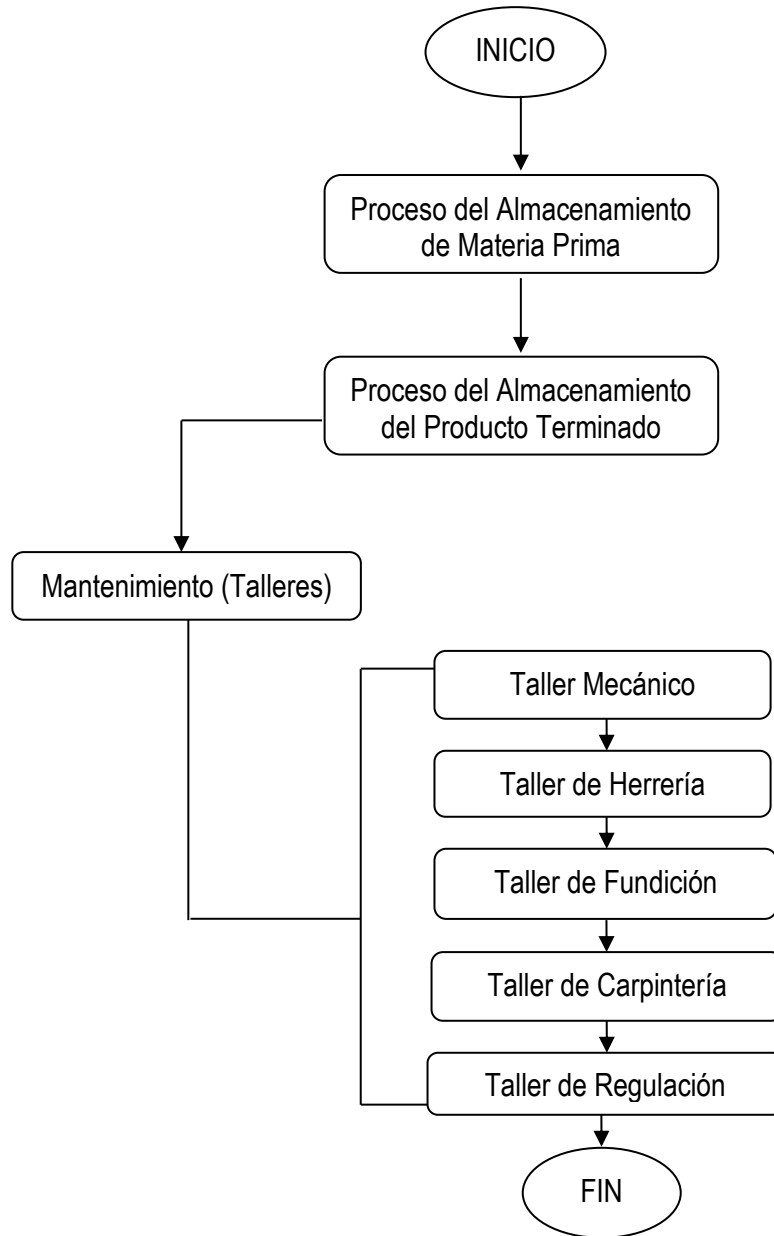 INICIO
Proceso del Almacenamiento
de Materia Prima
Proceso del Almacenamiento
del Producto Terminado
Mantenimiento (Talleres)
Taller Mecánico
Taller de Herrería
Taller de Fundición
Taller de Carpintería
Taller de Regulación
FIN